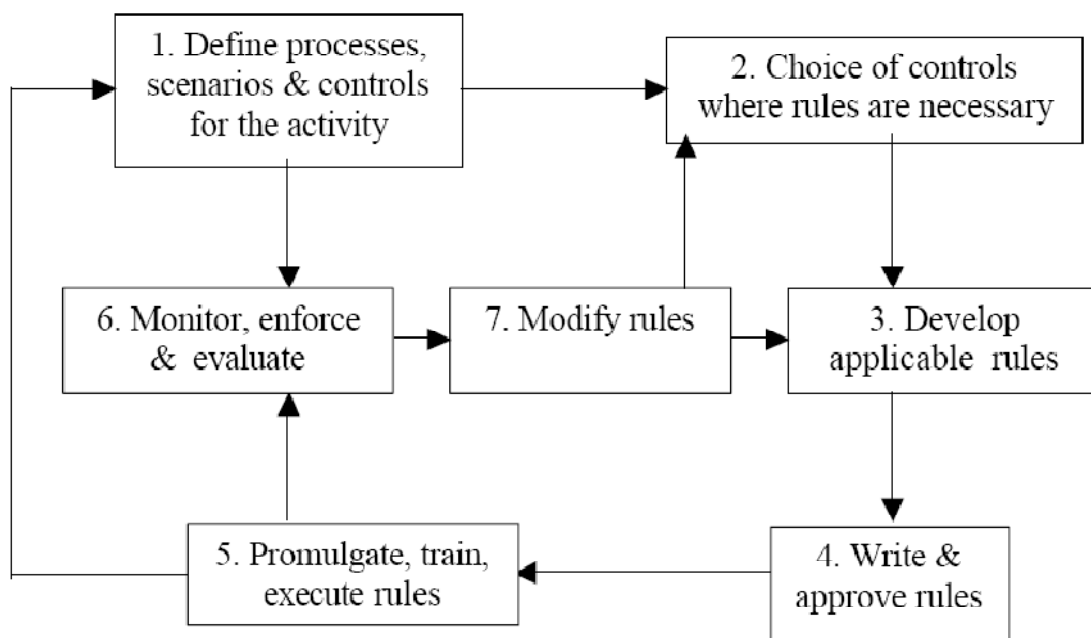 1. Define processes,
scenarios & controls
for the activity
2. Choice of controls
where rules are necessary
6. Monitor, enforce
& evaluate
7. Modify rules
3. Develop
applicable rules
5. Promulgate, train,
execute rules
4. Write &
approve rules